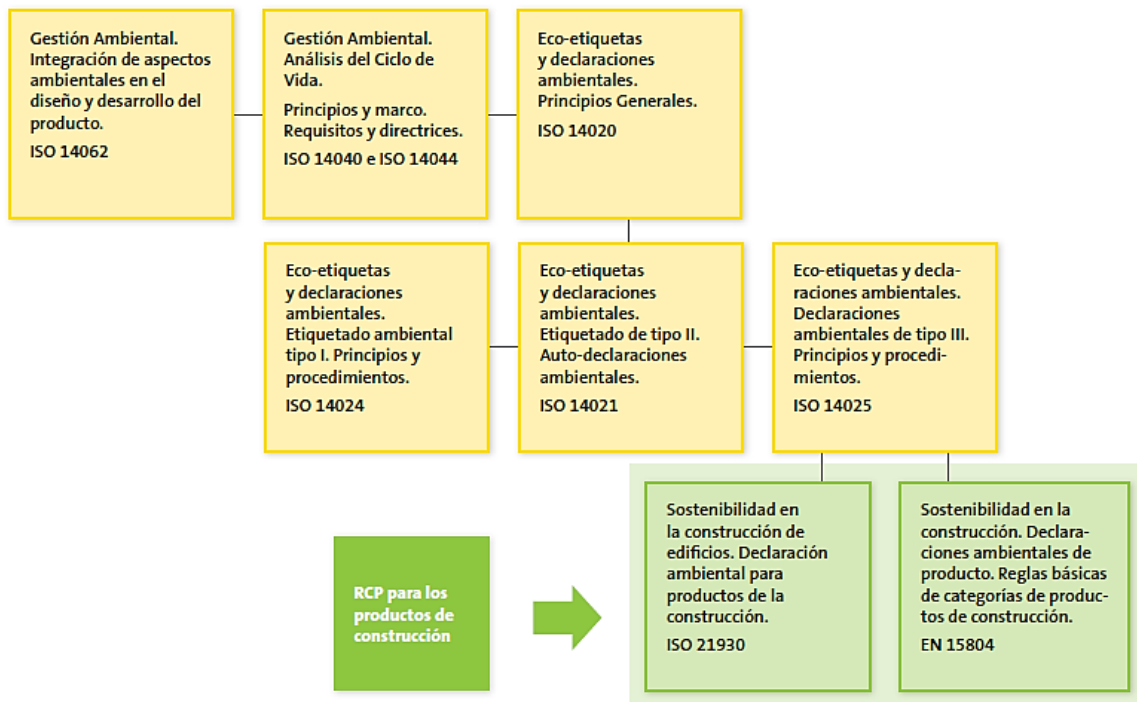 Gestión Ambiental.
Integración de aspectos
ambientales en el
diseño y desarrollo del
producto.
ISO 14062
Gestión Ambiental.
Análisis del Ciclo de
Vida.
Principios y marco.
Requisitos y directrices.
ISO 14040 e ISO 14044
Eco-etiquetas
y declaraciones
ambientales.
Principios Generales.
ISO 14020
Eco-etiquetas
y declaraciones
ambientales.
Etiquetado ambiental
tipo I. Principios y
procedimientos.
ISO 14024
Eco-etiquetas
y declaraciones
ambientales.
Etiquetado de tipo II.
Auto-declaraciones
ambientales.
ISO 14021
Eco-etiquetas y decla-
raciones ambientales.
Declaraciones
ambientales de tipo III.
Principios y procedi-
mientos.
ISO 14025
RCP para los
productos de
construcción
Sostenibilidad en
la construcción de
edificios. Declaración
ambiental para
productos de la
construcción.
ISO 21930
Sostenibilidad en la
construcción. Declara-
ciones ambientales de
producto. Reglas básicas
de categorías de produc-
tos de construcción.
EN 15804